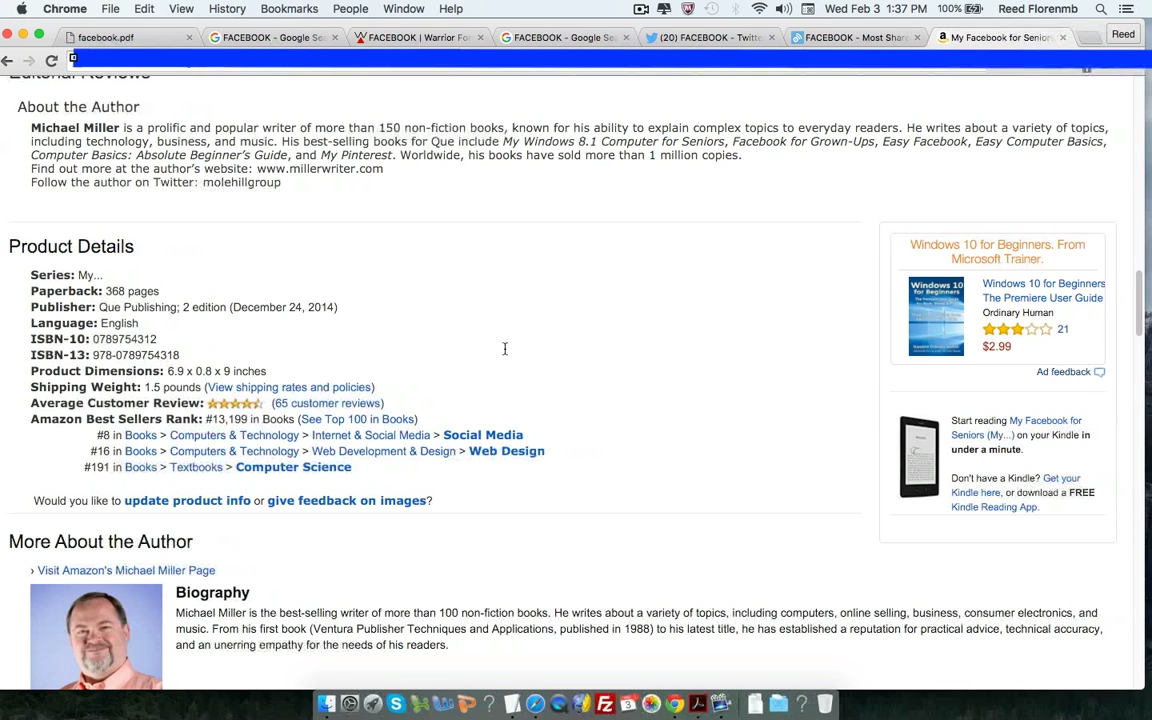 Chrome File Edit View History Bookmarks People Window Help Wed Feb 3 1:37 PM 100% Reed Florenmb
facebook.pdf FACEBOOK - Google Se FACEBOOK | Warrior For FACEBOOK - Google Se (20) FACEBOOK - Twitte FACEBOOK - Most Share My Facebook for Seniors Reed
Editorial Reviews
About the Author
Michael Miller is a prolific and popular writer of more than 150 non-fiction books, known for his ability to explain complex topics to everyday readers. He writes about a variety of topics,
including technology, business, and music. His best-selling books for Que include My Windows 8.1 Computer for Seniors, Facebook for Grown-Ups, Easy Facebook, Easy Computer Basics,
Computer Basics: Absolute Beginner's Guide, and My Pinterest. Worldwide, his books have sold more than 1 million copies.
Find out more at the author's website: www.millerwriter.com
Follow the author on Twitter: molehillgroup
Product Details
Series: My...
Paperback: 368 pages
Publisher: Que Publishing; 2 edition (December 24, 2014)
Language: English
ISBN-10: 0789754312
ISBN-13: 978-0789754318
Product Dimensions: 6.9 x 0.8 x 9 inches
Shipping Weight: 1.5 pounds (View shipping rates and policies)
Average Customer Review: (65 customer reviews)
Amazon Best Sellers Rank: #13,199 in Books (See Top 100 in Books)
#8 in Books > Computers & Technology > Internet & Social Media > Social Media
#16 in Books > Computers & Technology > Web Development & Design > Web Design
#191 in Books > Textbooks > Computer Science
Would you like to update product info or give feedback on images?
Windows 10 for Beginners. From
Microsoft Trainer.
Windows 10 for Beginners
The Premiere User Guide
Ordinary Human
21
$2.99
Ad feedback
Start reading My Facebook for
Seniors (My...) on your Kindle in
under a minute.
Don't have a Kindle? Get your
Kindle here, or download a FREE
Kindle Reading App.
More About the Author
› Visit Amazon's Michael Miller Page
Biography
Michael Miller is the best-selling writer of more than 100 non-fiction books. He writes about a variety of topics, including computers, online selling, business, consumer electronics, and
music. From his first book (Ventura Publisher Techniques and Applications, published in 1988) to his latest title, he has established a reputation for practical advice, technical accuracy,
and an unerring empathy for the needs of his readers.